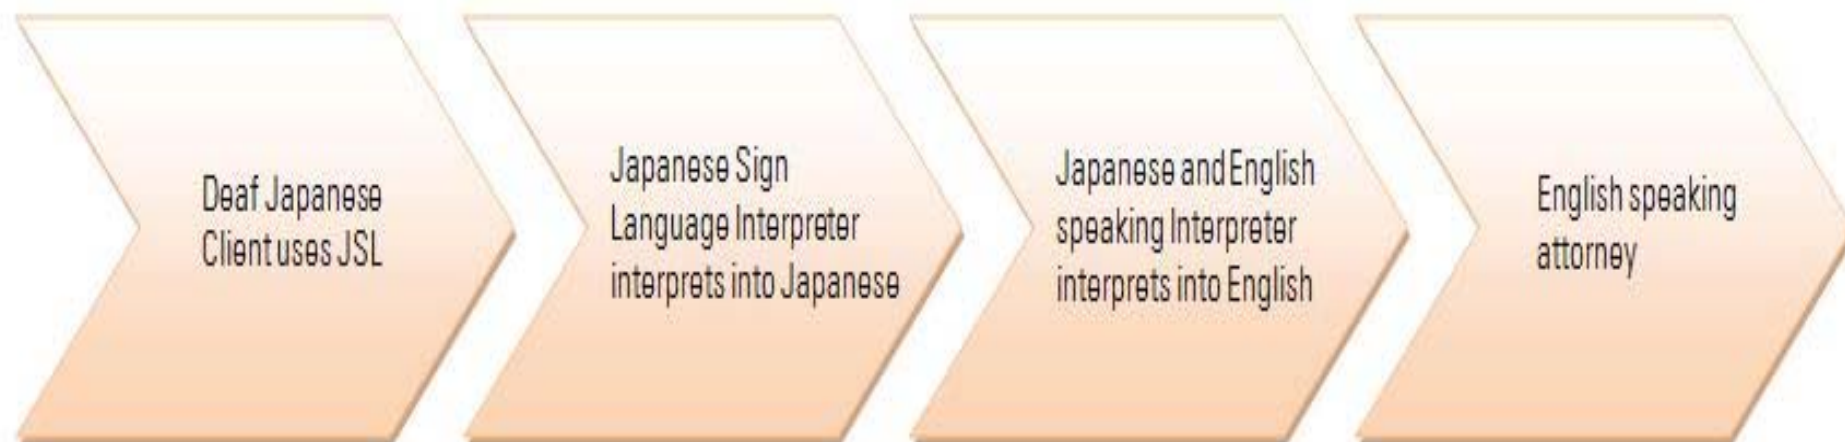 Deaf Japanese
Client uses JSL
Japanese Sign
Language Interpreter
interprets into Japanese
Japanese and English
speaking Interpreter
interprets into English
English speaking
attorney